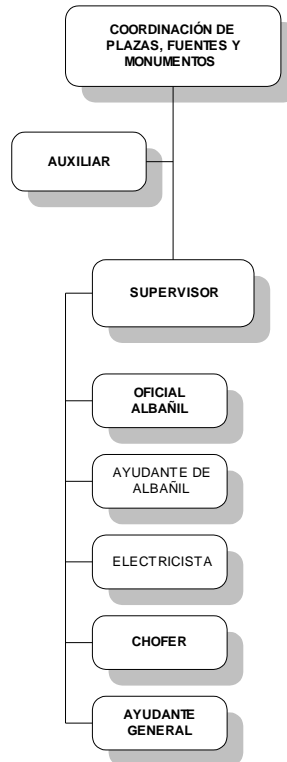 COORDINACIÓN DE
PLAZAS, FUENTES Y
MONUMENTOS
AUXILIAR
SUPERVISOR
OFICIAL
ALBAÑIL
AYUDANTE DE
ALBAÑIL
ELECTRICISTA
CHOFER
AYUDANTE
GENERAL